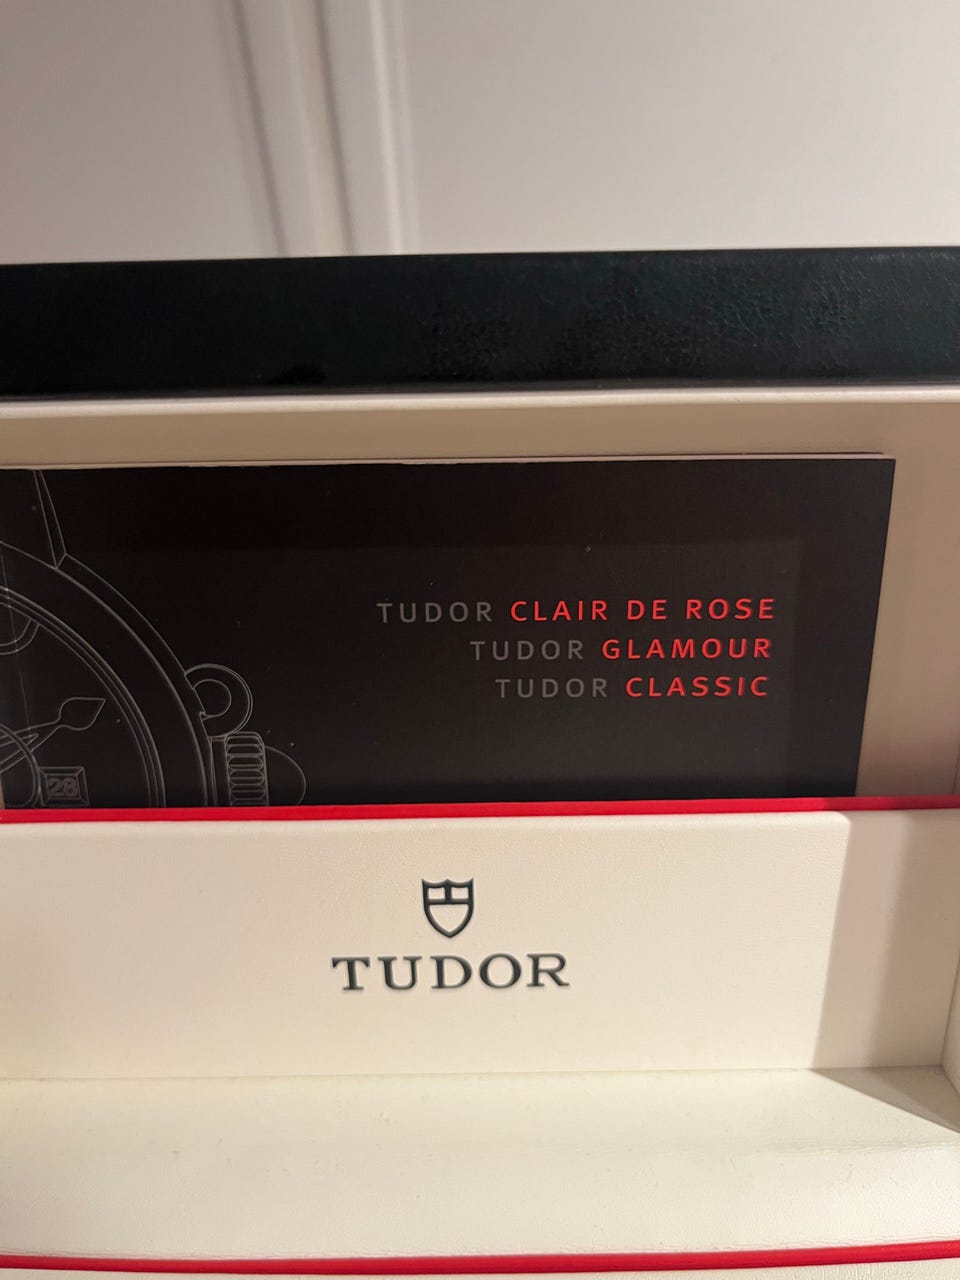 TUDOR CLAIR DE ROSE
TUDOR GLAMOUR
TUDOR CLASSIC
28
TUDOR